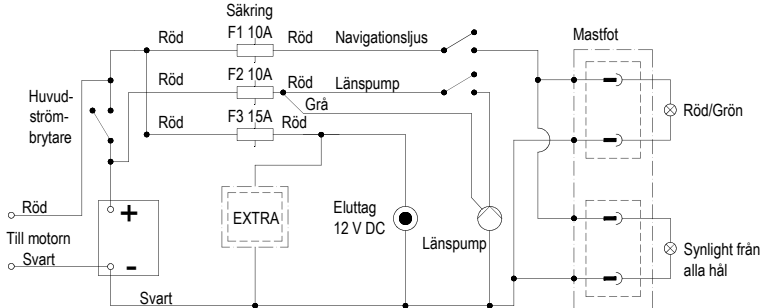 Säkring
Röd F1 10A Röd Navigationsljus
Mastfot
Röd F2 10A Röd Länspump
Grå
Huvud-
ström-
brytare
Röd F3 15A Röd
Röd/Grön
Röd
+
EXTRA
Eluttag
12 V DC
Länspump
Till motorn
Svart
-
Synlight från
alla hål
Svart